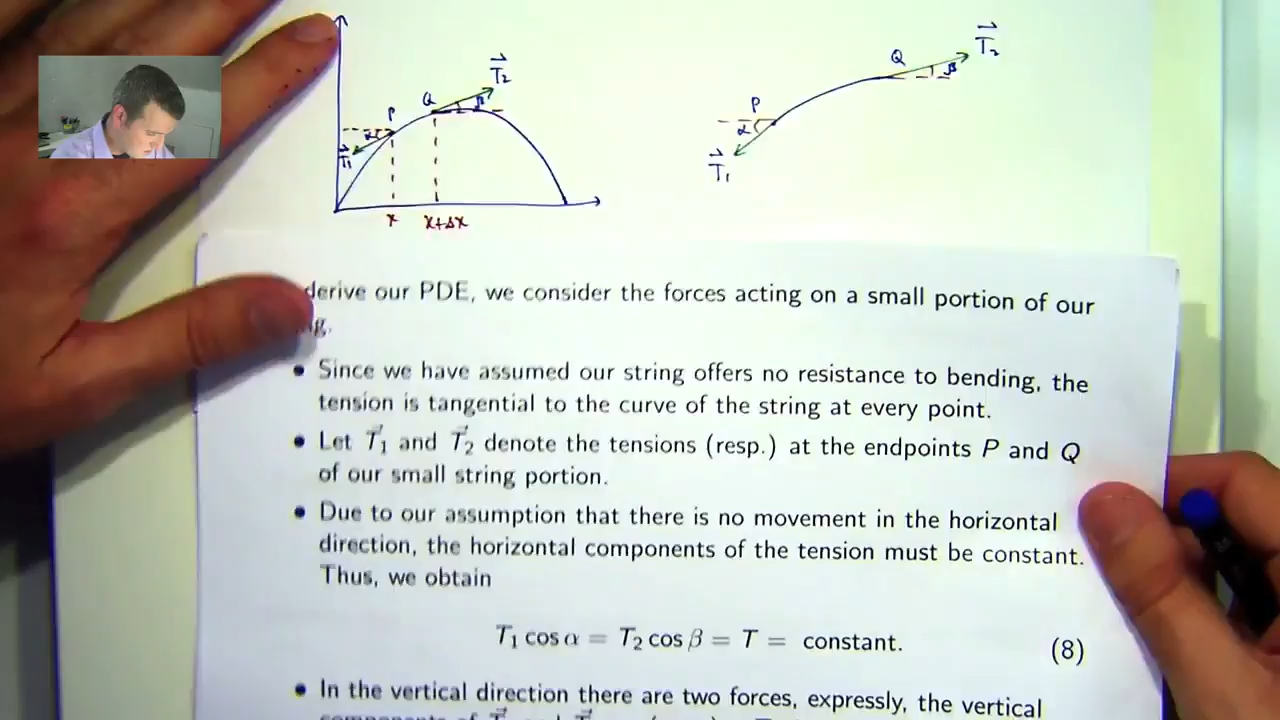 T₂
Q
β
P
α
T₁
x
x+Δx
T₂
Q
β
P
α
T₁
derive our PDE, we consider the forces acting on a small portion of our
• Since we have assumed our string offers no resistance to bending, the
tension is tangential to the curve of the string at every point.
• Let T⃗₁ and T⃗₂ denote the tensions (resp.) at the endpoints P and Q
of our small string portion.
• Due to our assumption that there is no movement in the horizontal
direction, the horizontal components of the tension must be constant.
Thus, we obtain
T₁ cos α = T₂ cos β = T = constant. (8)
• In the vertical direction there are two forces, expressly, the vertical